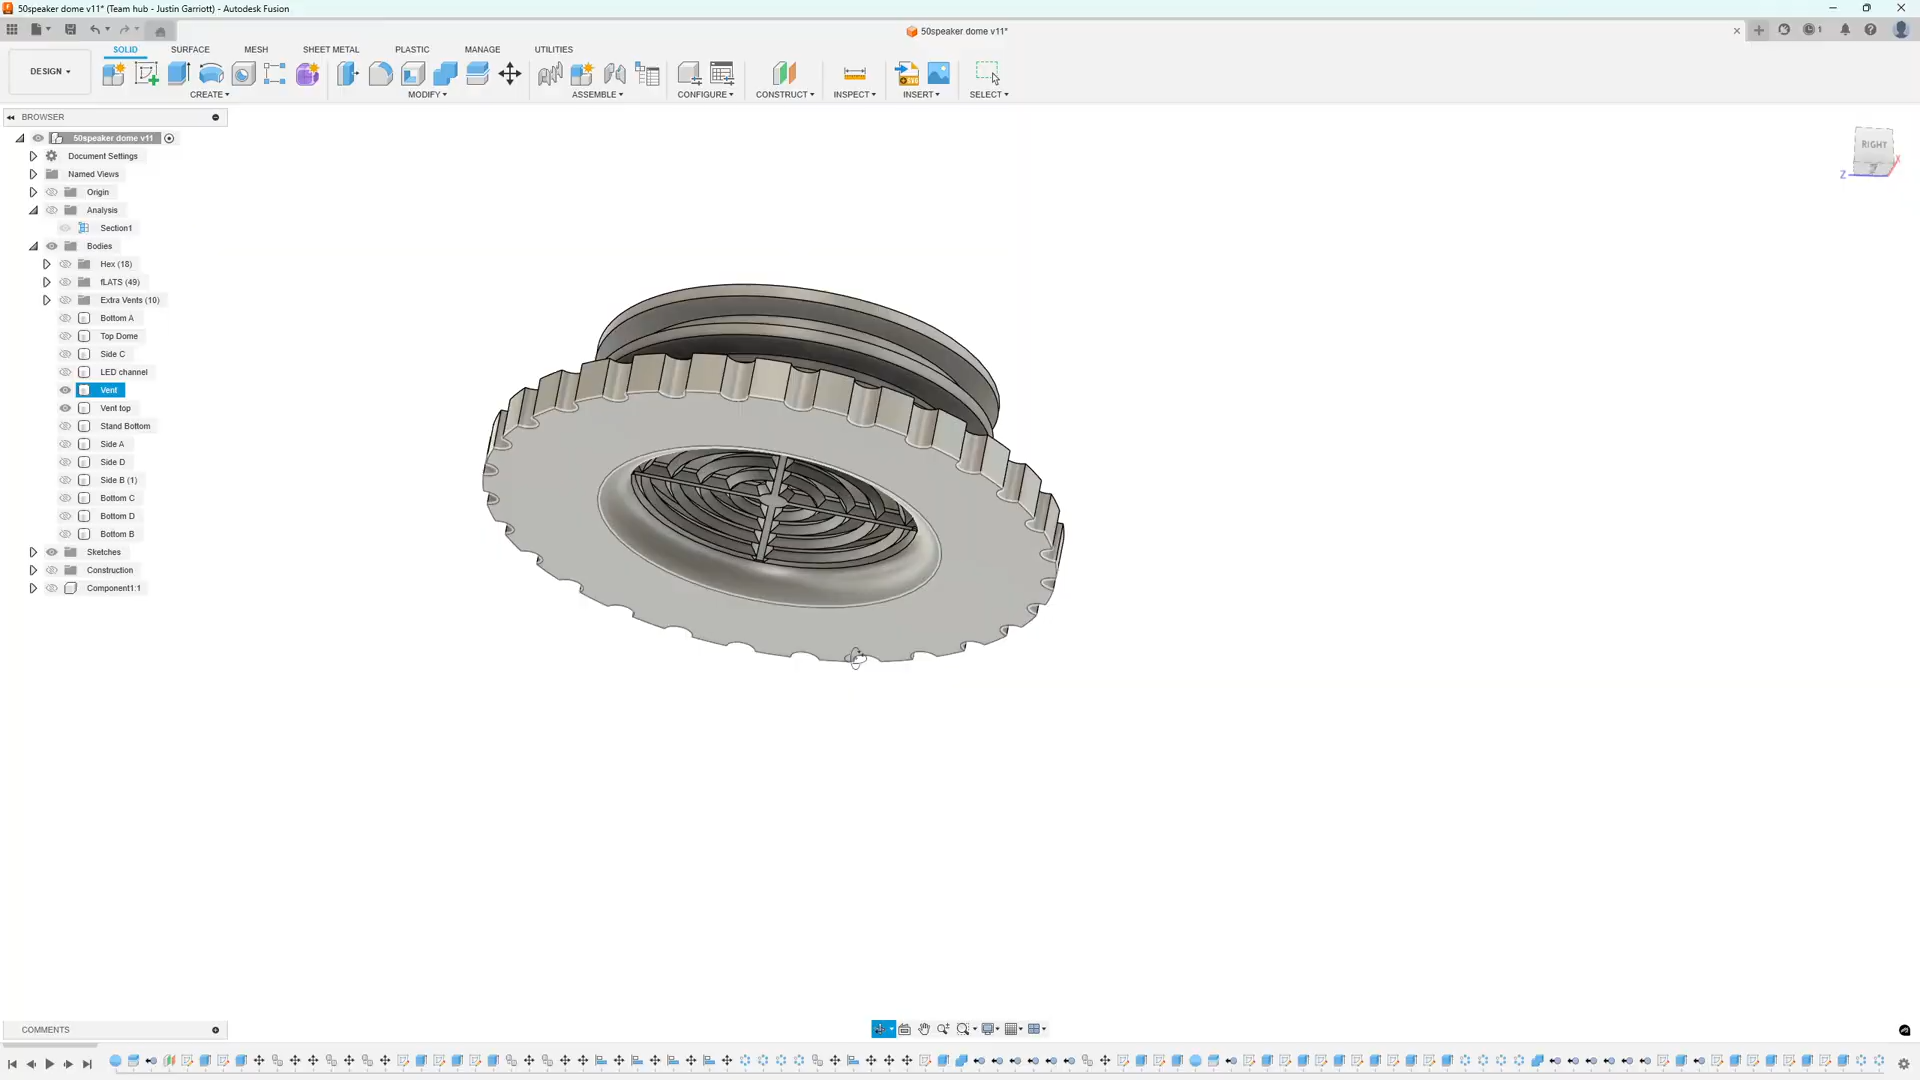 50speaker dome v11* (Team hub - Justin Garriott) - Autodesk Fusion
50speaker dome v11*
1
DESIGN
SOLID SURFACE MESH SHEET METAL PLASTIC MANAGE UTILITIES
CREATE MODIFY ASSEMBLE CONFIGURE CONSTRUCT INSPECT INSERT SELECT
BROWSER
50speaker dome v11
Document Settings
Named Views
Origin
Analysis
Section1
Bodies
Hex (18)
fLATS (49)
Extra Vents (10)
Bottom A
Top Dome
Side C
LED channel
Vent
Vent top
Stand Bottom
Side A
Side D
Side B (1)
Bottom C
Bottom D
Bottom B
Sketches
Construction
Component1:1
RIGHT
X
Z
COMMENTS